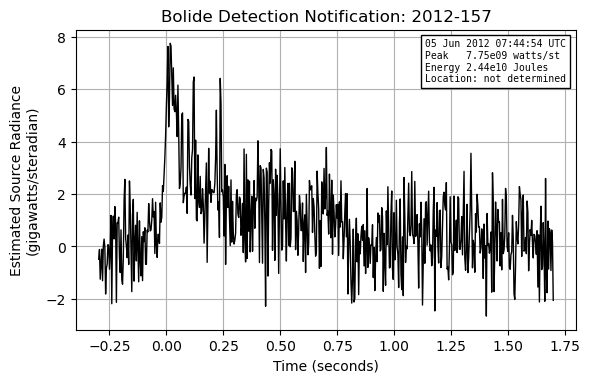 Bolide Detection Notification: 2012-157
05 Jun 2012 07:44:54 UTC
Peak   7.75e09 watts/st
Energy 2.44e10 Joules
Location: not determined
Estimated Source Radiance
(gigawatts/steradian)
8
6
4
2
0
−2
−0.25 0.00 0.25 0.50 0.75 1.00 1.25 1.50 1.75
Time (seconds)